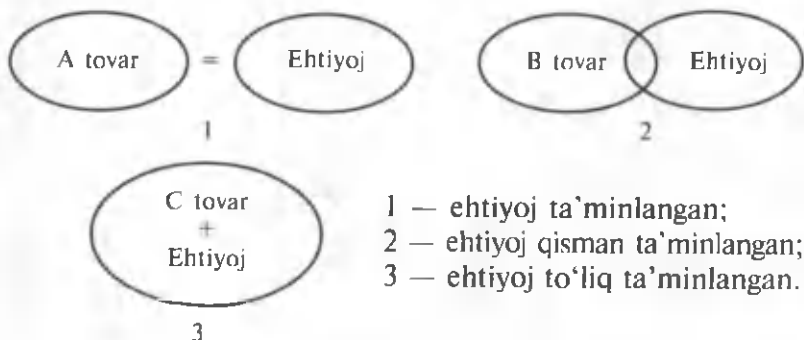 A tovar = Ehtiyoj
1
B tovar Ehtiyoj
2
C tovar
+
Ehtiyoj
3
1 — ehtiyoj ta'minlangan;
2 — ehtiyoj qisman ta'minlangan;
3 — ehtiyoj to‘liq ta'minlangan.